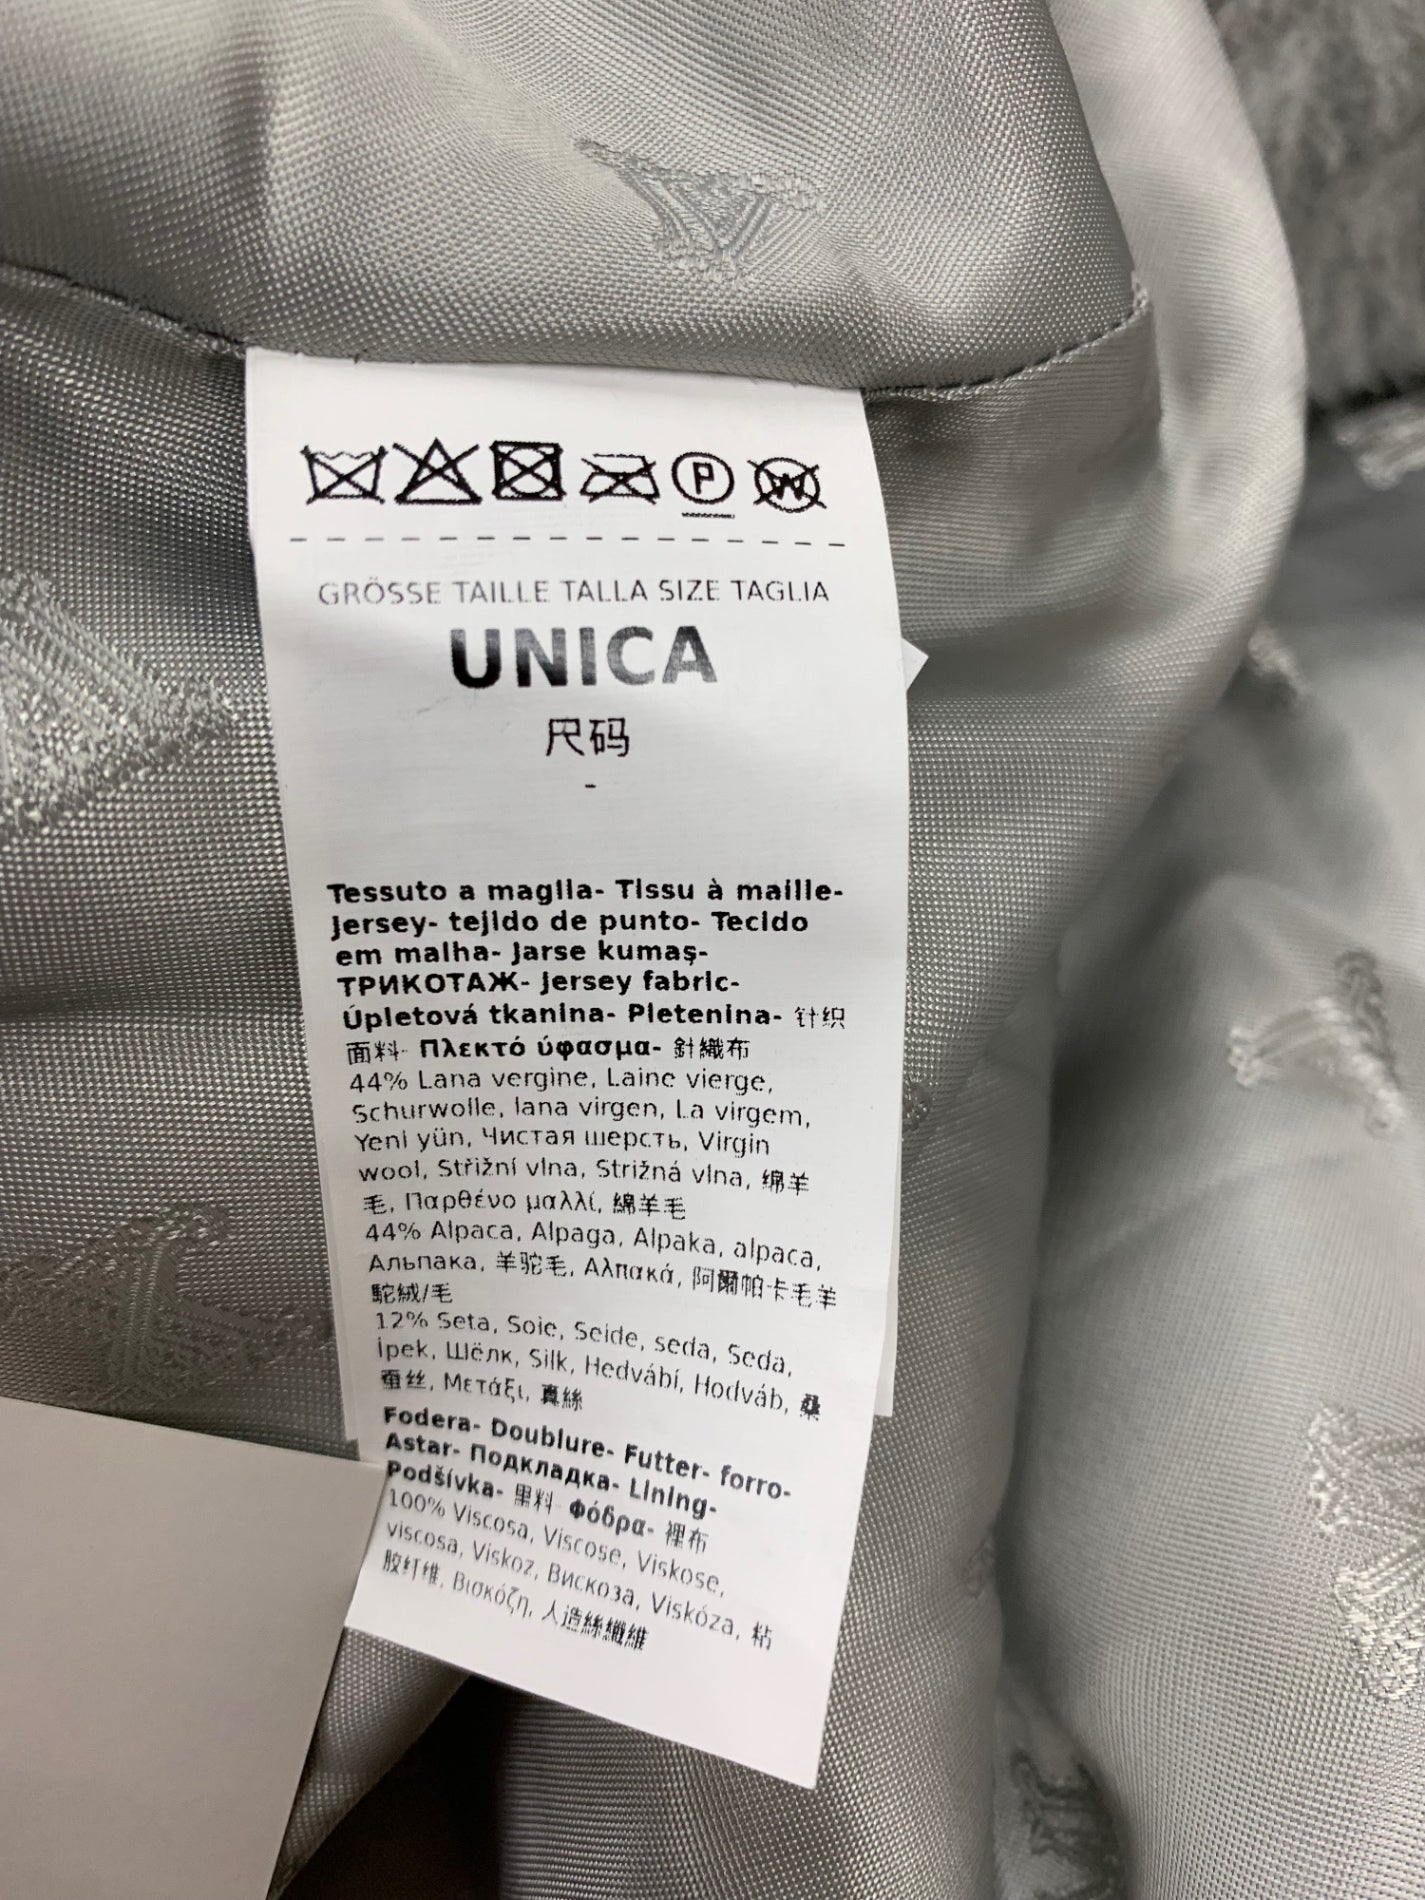 P W
GRÖSSE TAILLE TALLA SIZE TAGLIA
UNICA
尺码
-
Tessuto a maglia- Tissu à maille-
Jersey- tejido de punto- Tecido
em malha- Jarse kumaş-
ТРИКОТАЖ- Jersey fabric-
Úpletová tkanina- Pletenina- 针织
面料- Πλεκτό ύφασμα- 針織布
44% Lana vergine, Laine vierge,
Schurwolle, lana virgen, La virgem,
Yeni yün, Чистая шерсть, Virgin
wool, Střižní vlna, Strižná vlna, 绵羊
毛, Παρθένο μαλλί, 綿羊毛
44% Alpaca, Alpaga, Alpaka, alpaca,
Альпака, 羊驼毛, Αλπακά, 阿爾帕卡毛羊
駝絨/毛
12% Seta, Soie, Seide, seda, Seda,
İpek, Шёлк, Silk, Hedvábí, Hodváb, 桑
蚕丝, Μετάξι, 真絲
Fodera- Doublure- Futter- forro-
Astar- Подкладка- Lining-
Podšívka- 里料- Φόδρα- 裡布
100% Viscosa, Viscose, Viskose,
viscosa, Viskoz, Вискоза, Viskóza, 粘
胶纤维, Βισκόζη, 人造絲纖維